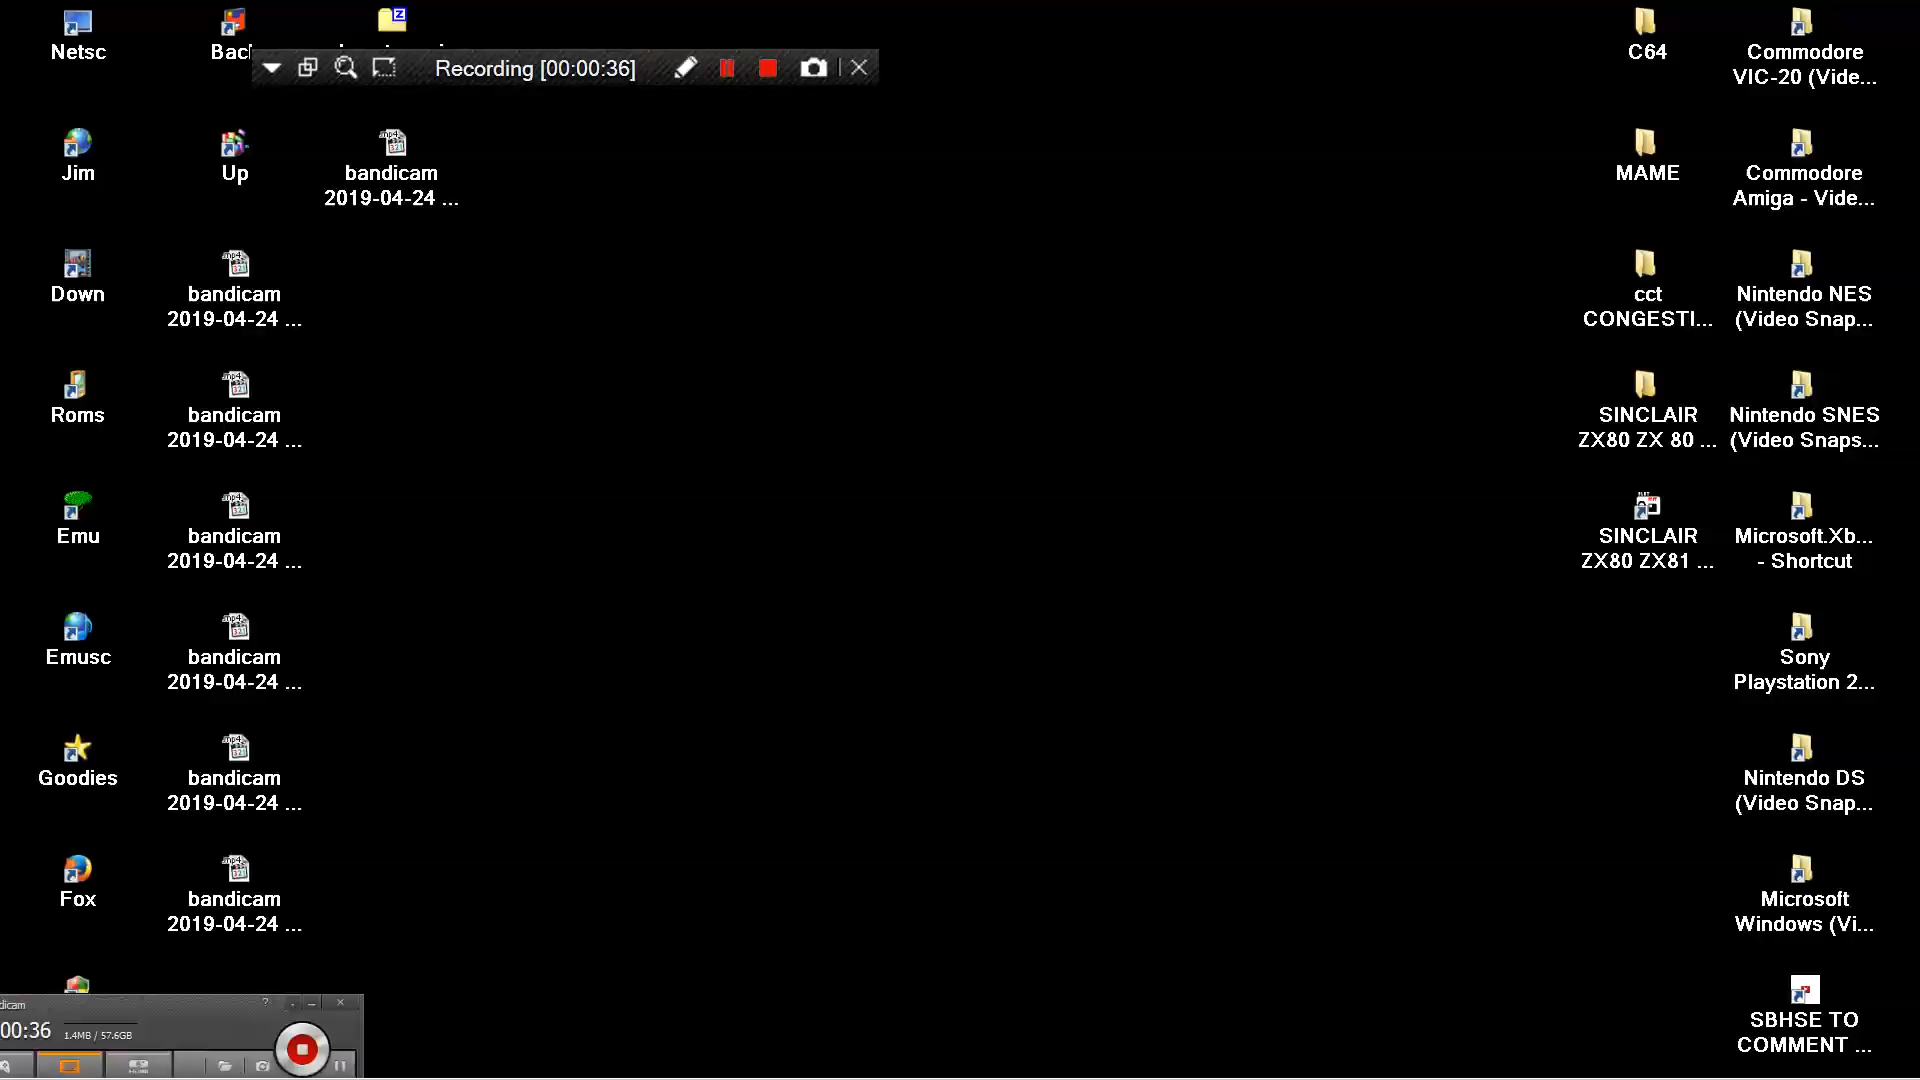 Netsc
Bacl
Recording [00:00:36]
C64
Commodore
VIC-20 (Vide...
Jim
Up
bandicam
2019-04-24 ...
MAME
Commodore
Amiga - Vide...
Down
bandicam
2019-04-24 ...
cct
CONGESTI...
Nintendo NES
(Video Snap...
Roms
bandicam
2019-04-24 ...
SINCLAIR
ZX80 ZX 80 ...
Nintendo SNES
(Video Snaps...
Emu
bandicam
2019-04-24 ...
SINCLAIR
ZX80 ZX81 ...
Microsoft.Xb...
- Shortcut
Emusc
bandicam
2019-04-24 ...
Sony
Playstation 2...
Goodies
bandicam
2019-04-24 ...
Nintendo DS
(Video Snap...
Fox
bandicam
2019-04-24 ...
Microsoft
Windows (Vi...
SBHSE TO
COMMENT ...
dicam
00:36
1.4MB / 57.6GB